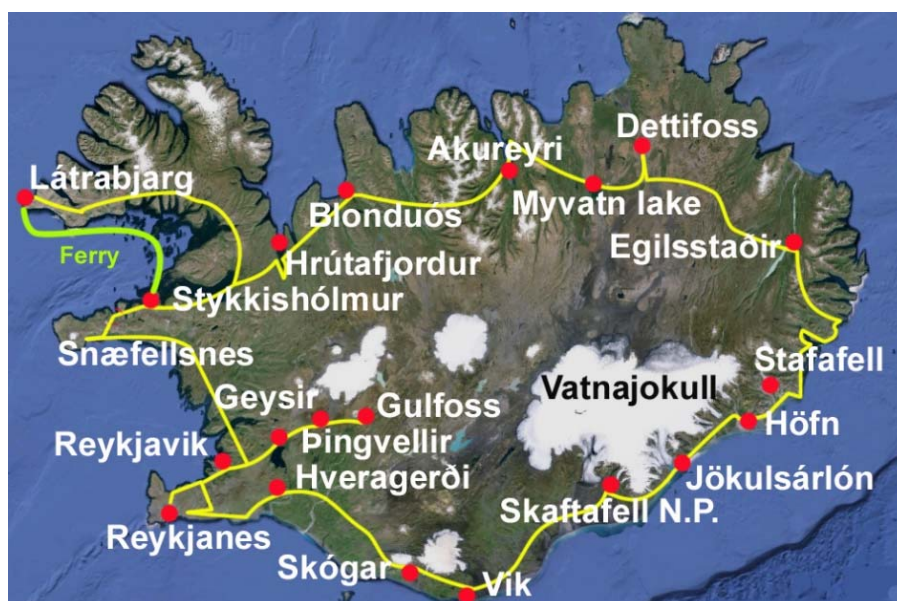 Dettifoss
Akureyri
Látrabjarg
Myvatn lake
Blonduós
Egilsstaðir
Ferry
Hrútafjordur
Stykkishólmur
Snæfellsnes
Stafafell
Vatnajokull
Geysir
Gulfoss
Höfn
Reykjavik
Þingvellir
Hveragerði
Jökulsárlón
Skaftafell N.P.
Reykjanes
Skógar
Vik